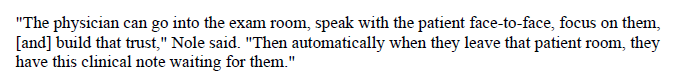 "The physician can go into the exam room, speak with the patient face-to-face, focus on them,
[and] build that trust," Nole said. "Then automatically when they leave that patient room, they
have this clinical note waiting for them."